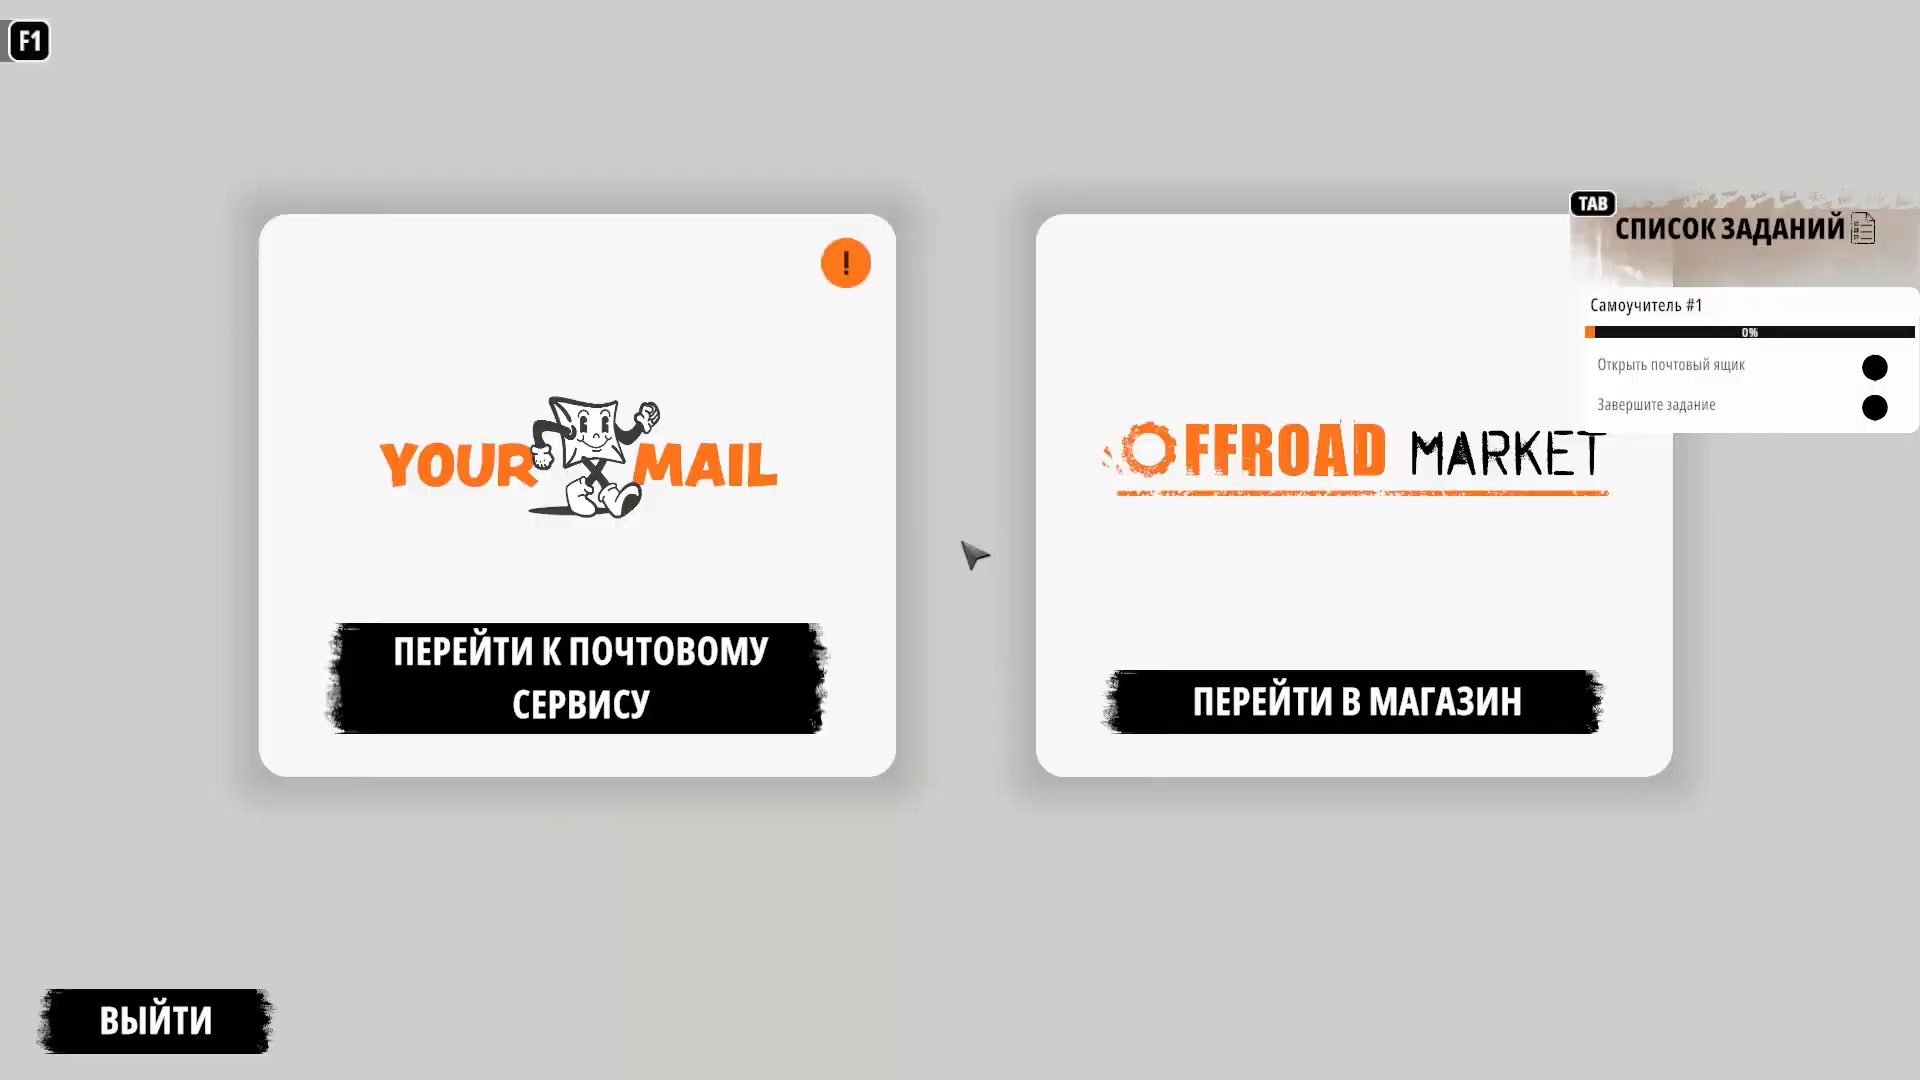 F1
!
YOUR MAIL
ПЕРЕЙТИ К ПОЧТОВОМУ
СЕРВИСУ
OFFROAD MARKET
ПЕРЕЙТИ В МАГАЗИН
TAB
СПИСОК ЗАДАНИЙ
Самоучитель #1
0%
Открыть почтовый ящик
Завершите задание
ВЫЙТИ